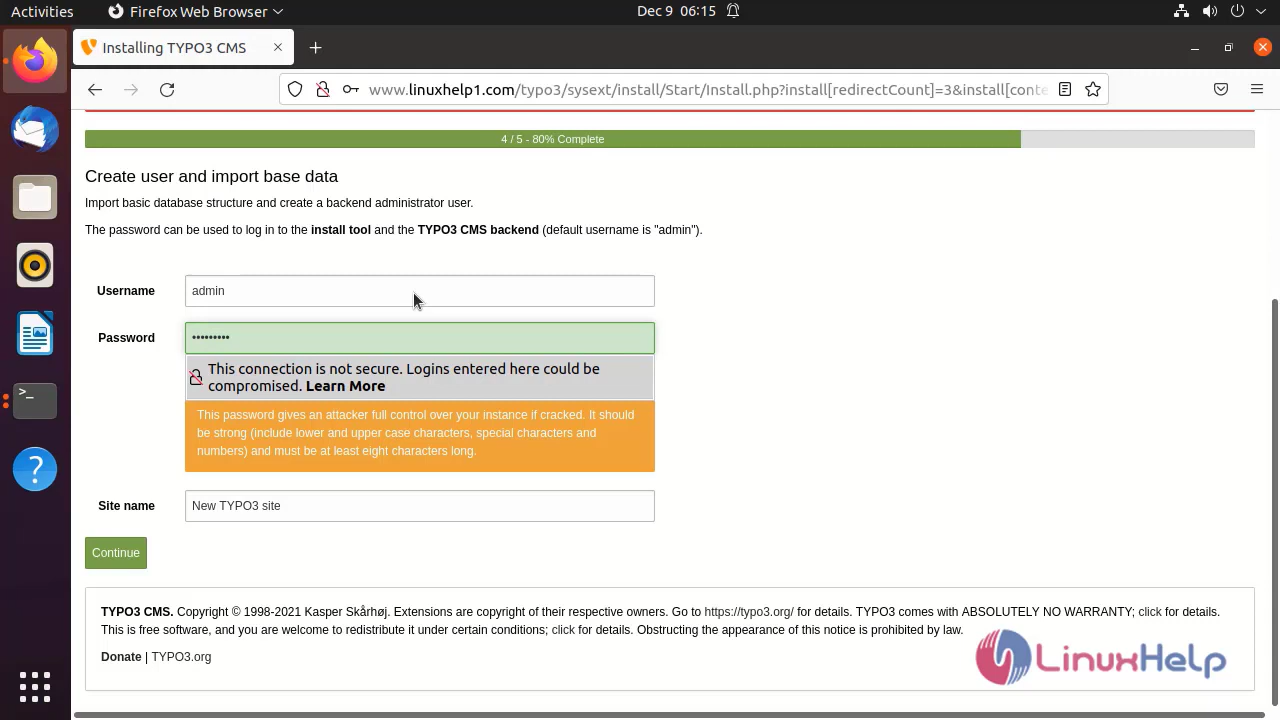 Activities
Firefox Web Browser
Dec 9 06:15
Installing TYPO3 CMS
www.linuxhelp1.com/typo3/sysext/install/Start/Install.php?install[redirectCount]=3&install[conte
4 / 5 - 80% Complete
Create user and import base data
Import basic database structure and create a backend administrator user.
The password can be used to log in to the install tool and the TYPO3 CMS backend (default username is "admin").
Username
admin
Password
•••••••••
This connection is not secure. Logins entered here could be
compromised. Learn More
This password gives an attacker full control over your instance if cracked. It should
be strong (include lower and upper case characters, special characters and
numbers) and must be at least eight characters long.
Site name
New TYPO3 site
Continue
TYPO3 CMS. Copyright © 1998-2021 Kasper Skårhøj. Extensions are copyright of their respective owners. Go to https://typo3.org/ for details. TYPO3 comes with ABSOLUTELY NO WARRANTY; click for details.
This is free software, and you are welcome to redistribute it under certain conditions; click for details. Obstructing the appearance of this notice is prohibited by law.
Donate | TYPO3.org
LinuxHelp